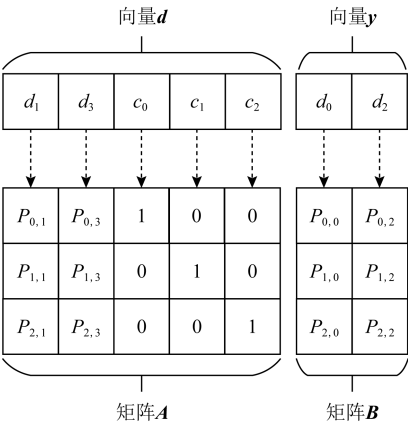 向量d 向量y
d₁ d₃ c₀ c₁ c₂ d₀ d₂
P₀,₁ P₀,₃ 1 0 0 P₀,₀ P₀,₂
P₁,₁ P₁,₃ 0 1 0 P₁,₀ P₁,₂
P₂,₁ P₂,₃ 0 0 1 P₂,₀ P₂,₂
矩阵A 矩阵B